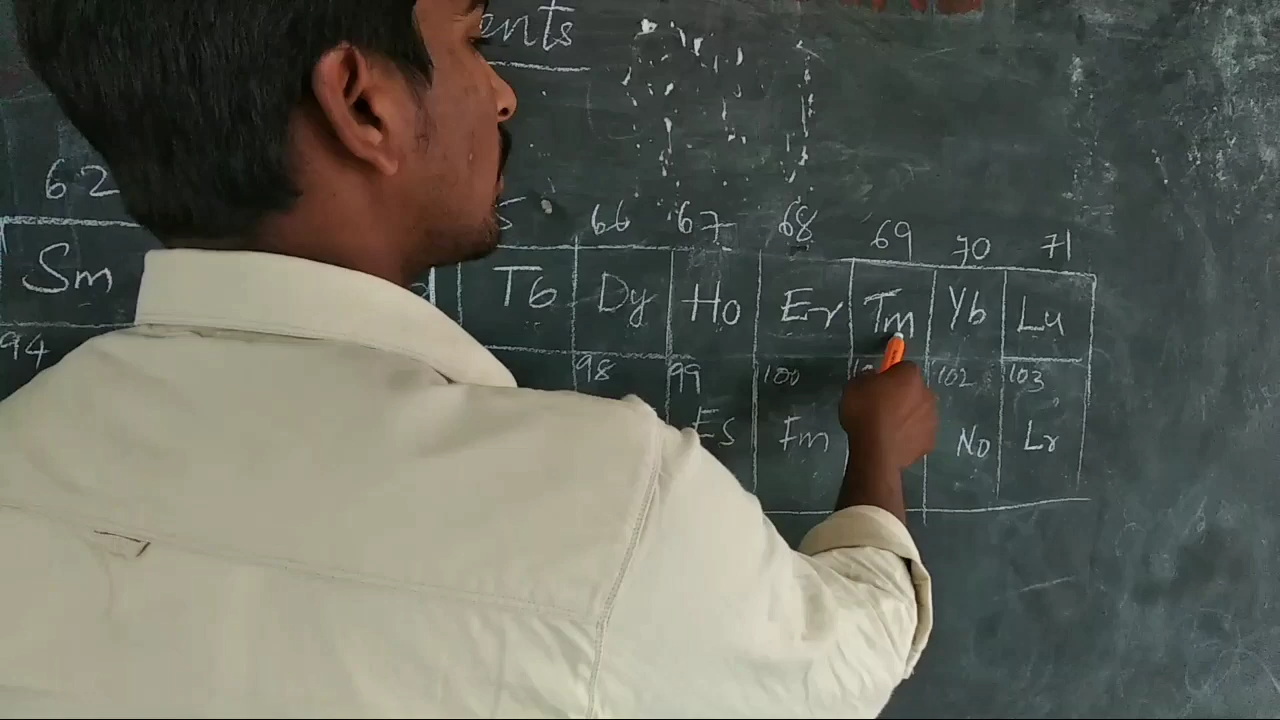 ents
62 5 66 67 68 69 70 71
Sm Tb Dy Ho Er Tm Yb Lu
94 98 99 100 102 103
Es Fm No Lr